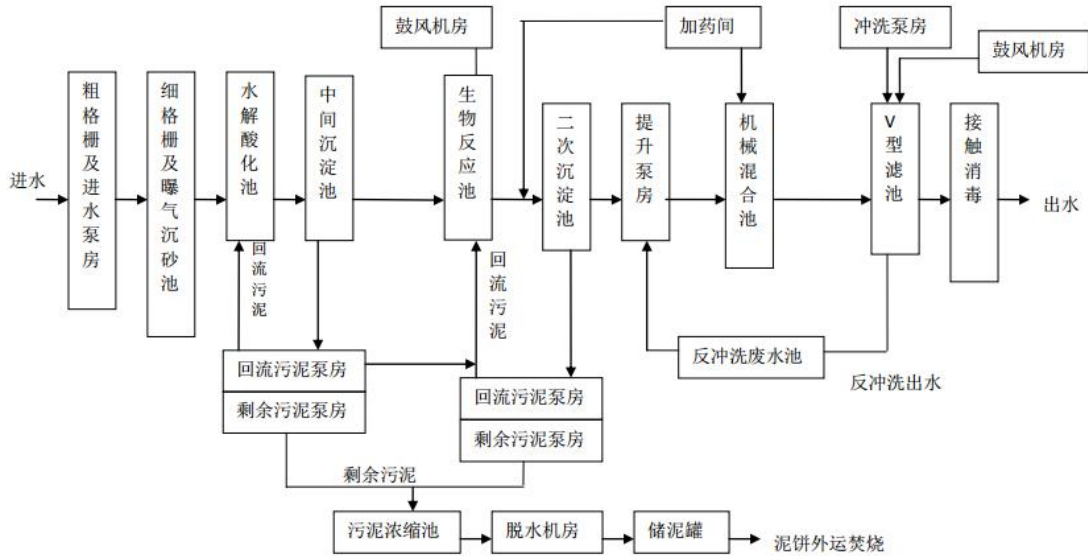 鼓风机房
加药间
冲洗泵房
鼓风机房
粗格栅及进水泵房
细格栅及曝气沉砂池
水解酸化池
中间沉淀池
生物反应池
二次沉淀池
提升泵房
机械混合池
V型滤池
接触消毒
进水
出水
回流污泥
回流污泥
回流污泥泵房
剩余污泥泵房
回流污泥泵房
剩余污泥泵房
反冲洗废水池
反冲洗出水
剩余污泥
污泥浓缩池
脱水机房
储泥罐
泥饼外运焚烧